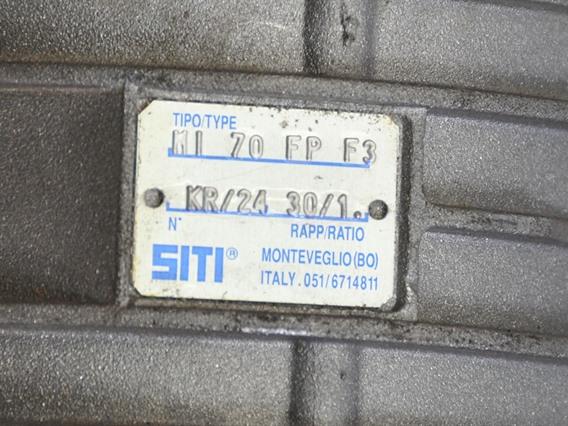 TIPO/TYPE
MI 70 FP F3
KR/24 30/1.
N° RAPP/RATIO
SITI® MONTEVEGLIO (BO)
ITALY . 051/6714811